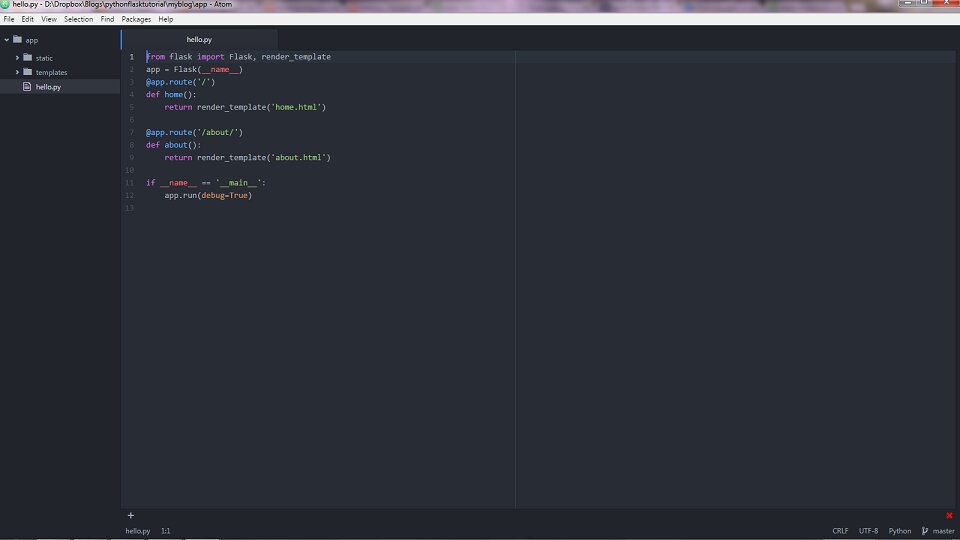 hello.py - D:\Dropbox\Blogs\pythonflasktutorial\myblog\app - Atom
File Edit View Selection Find Packages Help
app
static
templates
hello.py
hello.py
1 from flask import Flask, render_template
2 app = Flask(__name__)
3 @app.route('/')
4 def home():
5     return render_template('home.html')
6
7 @app.route('/about/')
8 def about():
9     return render_template('about.html')
10
11 if __name__ == '__main__':
12     app.run(debug=True)
13
+
hello.py 1:1 CRLF UTF-8 Python master